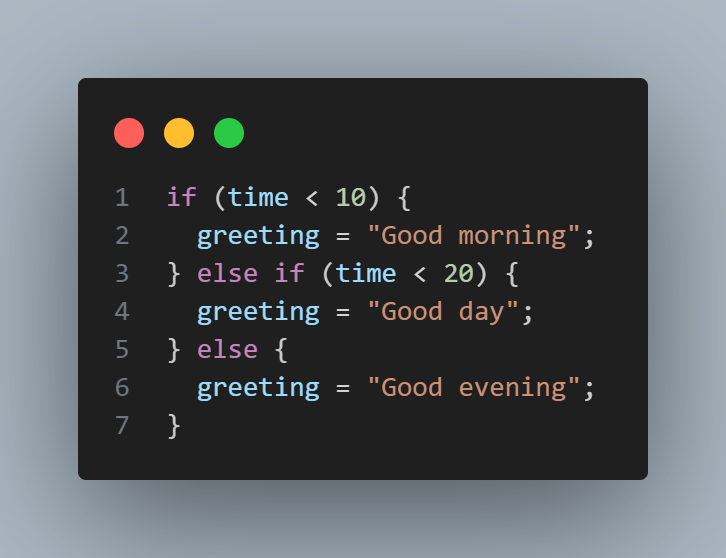 1 if (time < 10) {
2   greeting = "Good morning";
3 } else if (time < 20) {
4   greeting = "Good day";
5 } else {
6   greeting = "Good evening";
7 }